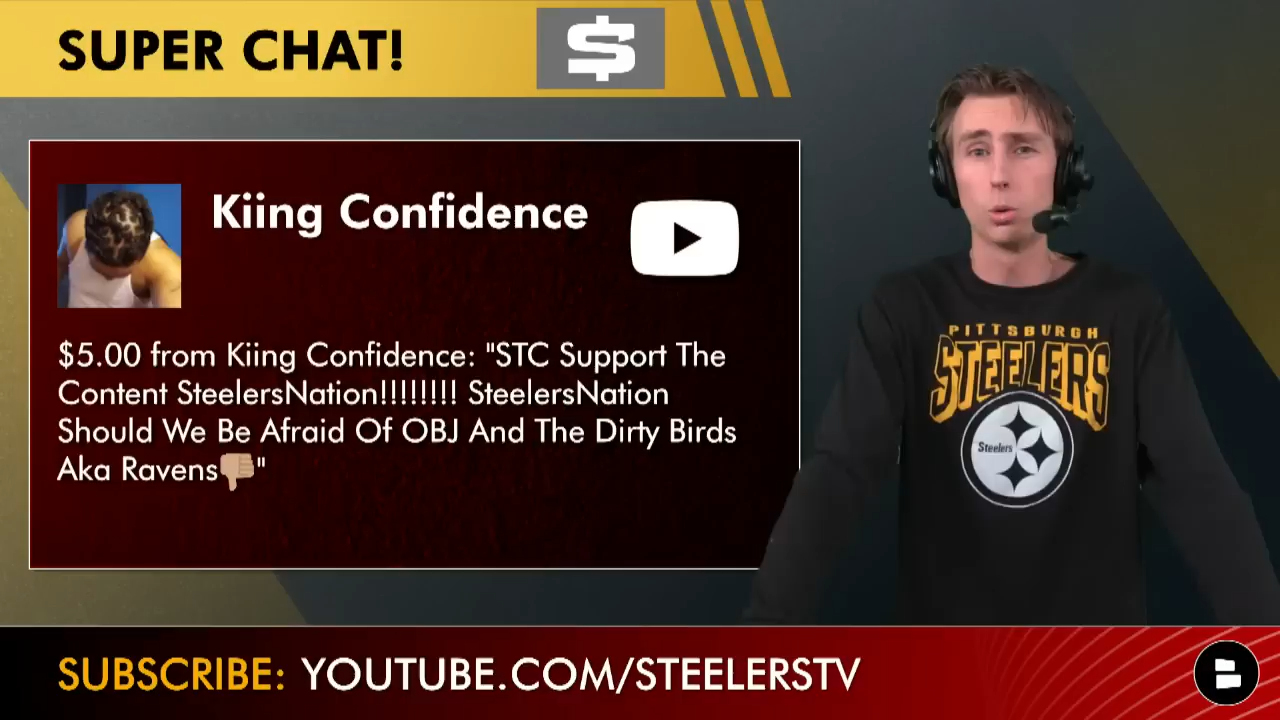 SUPER CHAT!
Kiing Confidence
$5.00 from Kiing Confidence: "STC Support The
Content SteelersNation!!!!!!!! SteelersNation
Should We Be Afraid Of OBJ And The Dirty Birds
Aka Ravens👎🏼"
PITTSBURGH
STEELERS
Steelers
SUBSCRIBE: YOUTUBE.COM/STEELERSTV